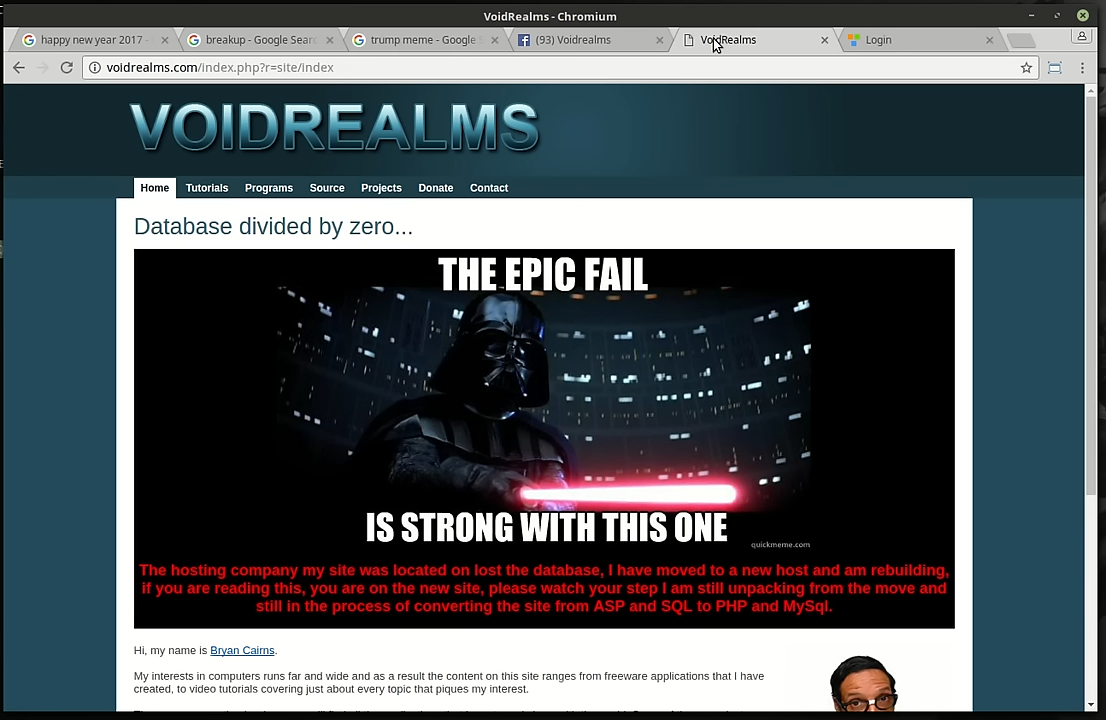 VoidRealms - Chromium
happy new year 2017 -
breakup - Google Sear
trump meme - Google
(93) Voidrealms
VoidRealms
Login
voidrealms.com/index.php?r=site/index
VOIDREALMS
Home Tutorials Programs Source Projects Donate Contact
Database divided by zero...
THE EPIC FAIL
IS STRONG WITH THIS ONE
quickmeme.com
The hosting company my site was located on lost the database, I have moved to a new host and am rebuilding,
if you are reading this, you are on the new site, please watch your step I am still unpacking from the move and
still in the process of converting the site from ASP and SQL to PHP and MySql.
Hi, my name is Bryan Cairns.
My interests in computers runs far and wide and as a result the content on this site ranges from freeware applications that I have
created, to video tutorials covering just about every topic that piques my interest.